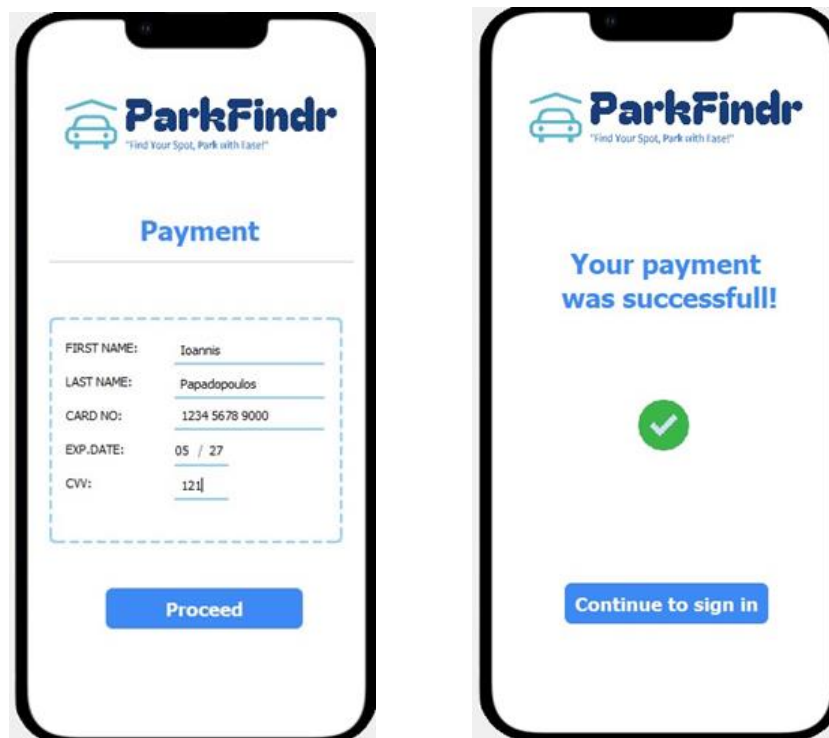 ParkFindr
"Find Your Spot, Park with Ease!"
Payment
FIRST NAME: Ioannis
LAST NAME: Papadopoulos
CARD NO: 1234 5678 9000
EXP.DATE: 05 / 27
CVV: 121
Proceed
ParkFindr
"Find Your Spot, Park with Ease!"
Your payment
was successfull!
Continue to sign in